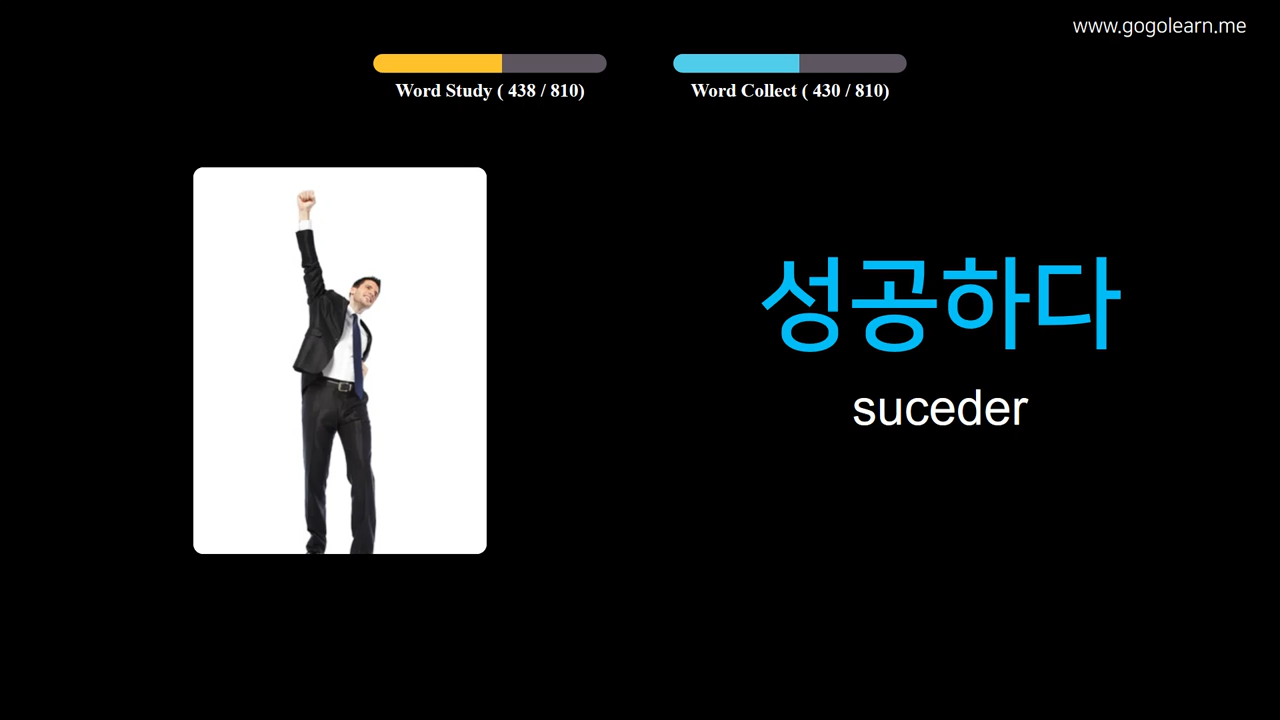 www.gogolearn.me
Word Study ( 438 / 810)
Word Collect ( 430 / 810)
성공하다
suceder